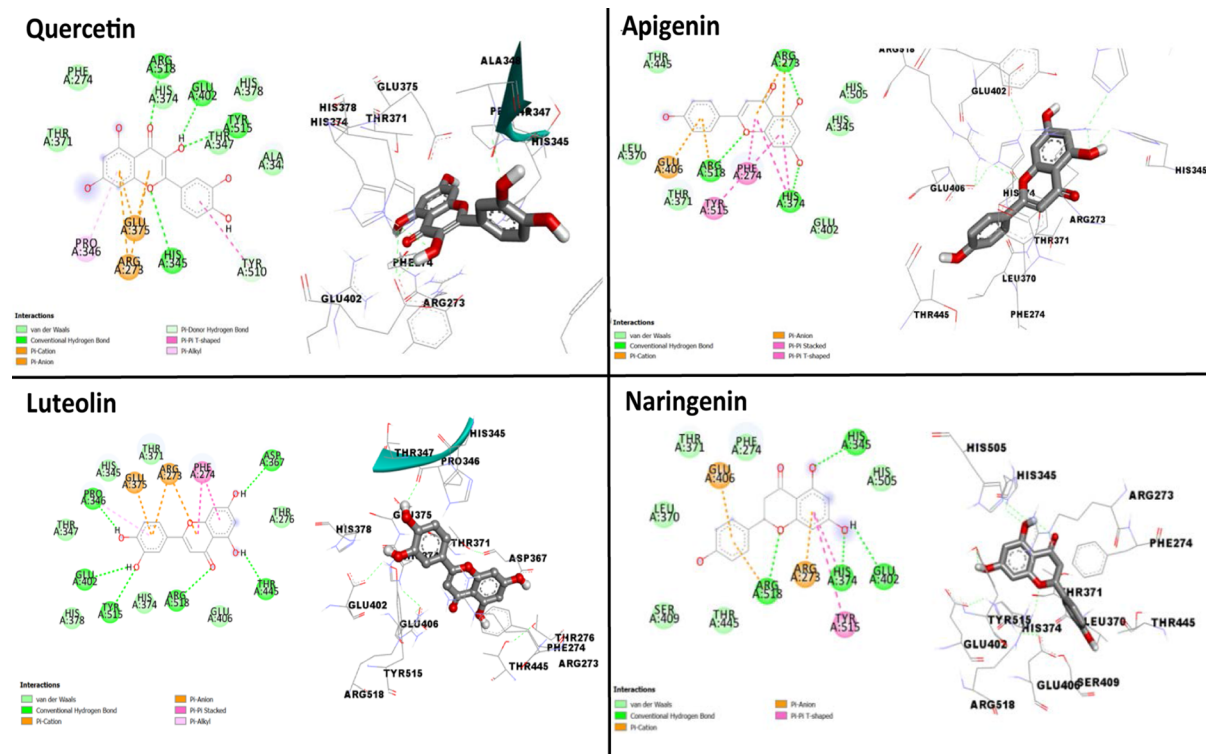 Quercetin
PHE
A:274
ARG
A:518
HIS
A:374
GLU
A:402
HIS
A:378
THR
A:371
THR
A:347
TYR
A:515
ALA
GLU
A:375
PRO
A:346
ARG
A:273
HIS
A:345
TYR
A:510
H
H
O
Interactions
van der Waals
Conventional Hydrogen Bond
Pi-Cation
Pi-Anion
Pi-Donor Hydrogen Bond
Pi-Pi T-shaped
Pi-Alkyl
GLU375
HIS378
HIS374
THR371
THR347
HIS345
PHE274
GLU402
ARG273
Apigenin
THR
A:445
ARG
A:273
HIS
A:505
HIS
A:345
LEU
A:370
GLU
A:406
ARG
A:518
PHE
A:274
THR
A:371
TYR
A:515
HIS
A:374
GLU
A:402
Interactions
van der Waals
Conventional Hydrogen Bond
Pi-Cation
Pi-Anion
Pi-Pi Stacked
Pi-Pi T-shaped
ARG518
GLU402
HIS345
GLU406
ARG273
THR371
LEU370
THR445
PHE274
Luteolin
HIS
A:345
THR
A:371
GLU
A:375
ARG
A:273
PHE
A:274
ASP
A:367
PRO
A:346
THR
A:347
THR
A:276
GLU
A:402
HIS
A:378
TYR
A:515
HIS
A:374
ARG
A:518
GLU
A:406
THR
A:445
Interactions
van der Waals
Conventional Hydrogen Bond
Pi-Cation
Pi-Anion
Pi-Pi Stacked
Pi-Alkyl
HIS345
THR347
PRO346
HIS378
THR371
ASP367
GLU402
GLU406
THR276
PHE274
TYR515
THR445
ARG273
ARG518
Naringenin
THR
A:371
PHE
A:274
HIS
A:345
GLU
A:406
HIS
A:505
LEU
A:370
ARG
A:518
ARG
A:273
HIS
A:374
GLU
A:402
SER
A:409
THR
A:445
TYR
A:515
Interactions
van der Waals
Conventional Hydrogen Bond
Pi-Cation
Pi-Anion
Pi-Pi T-shaped
HIS505
HIS345
ARG273
PHE274
THR371
TYR515
HIS374
LEU370
THR445
GLU402
GLU406
SER409
ARG518